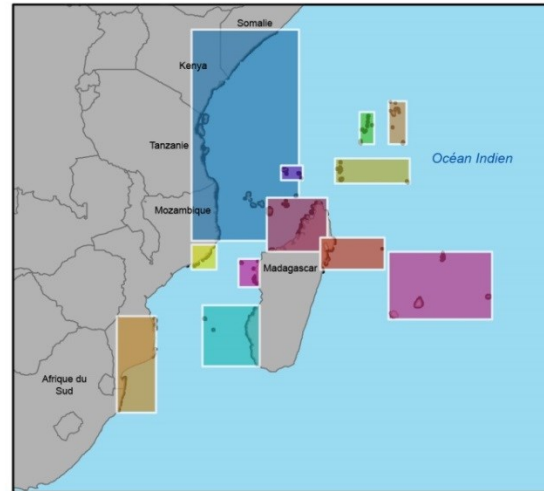 Somalie
Kenya
Tanzanie
Océan Indien
Mozambique
Madagascar
Afrique du
Sud